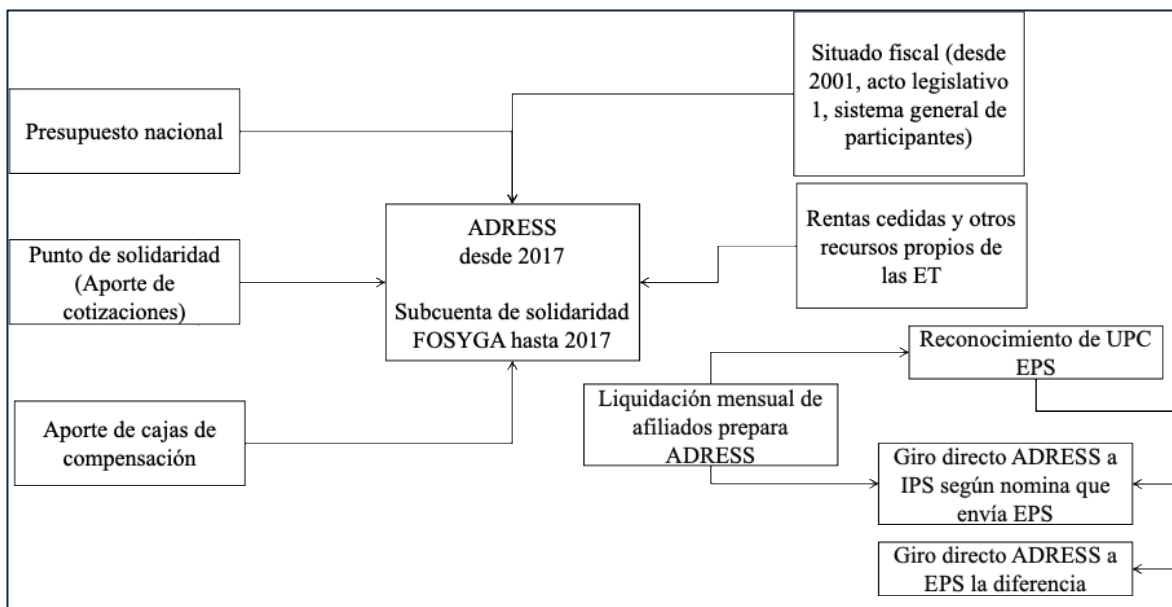 Presupuesto nacional
Punto de solidaridad
(Aporte de
cotizaciones)
Aporte de cajas de
compensación
ADRESS
desde 2017
Subcuenta de solidaridad
FOSYGA hasta 2017
Situado fiscal (desde
2001, acto legislativo
1, sistema general de
participantes)
Rentas cedidas y otros
recursos propios de
las ET
Liquidación mensual de
afiliados prepara
ADRESS
Reconocimiento de UPC
EPS
Giro directo ADRESS a
IPS según nomina que
envía EPS
Giro directo ADRESS a
EPS la diferencia